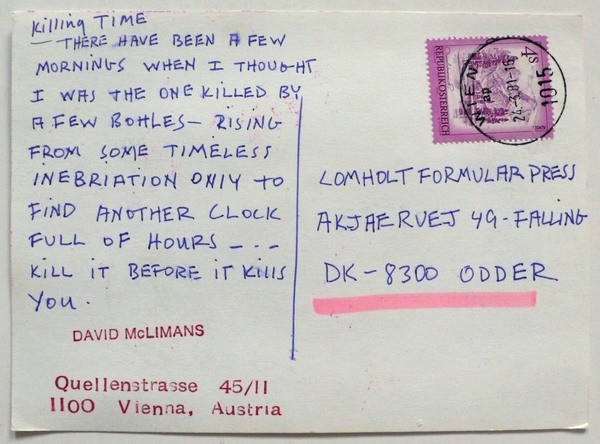 Killing TIME
— THERE HAVE BEEN A FEW
MORNINGS WHEN I THOUGHT
I WAS THE ONE KILLED BY
A FEW BOTTLES — RISING
FROM SOME TIMELESS
INEBRIATION ONLY TO
FIND ANOTHER CLOCK
FULL OF HOURS - - -
KILL IT BEFORE IT KILLS
YOU.
DAVID McLIMANS
Quellenstrasse 45/11
1100 Vienna, Austria
REPUBLIK ÖSTERREICH
4s
1015 WIEN
LOMHOLT FORMULAR PRESS
AKJAERVEJ 49 - FALLING
DK - 8300 ODDER